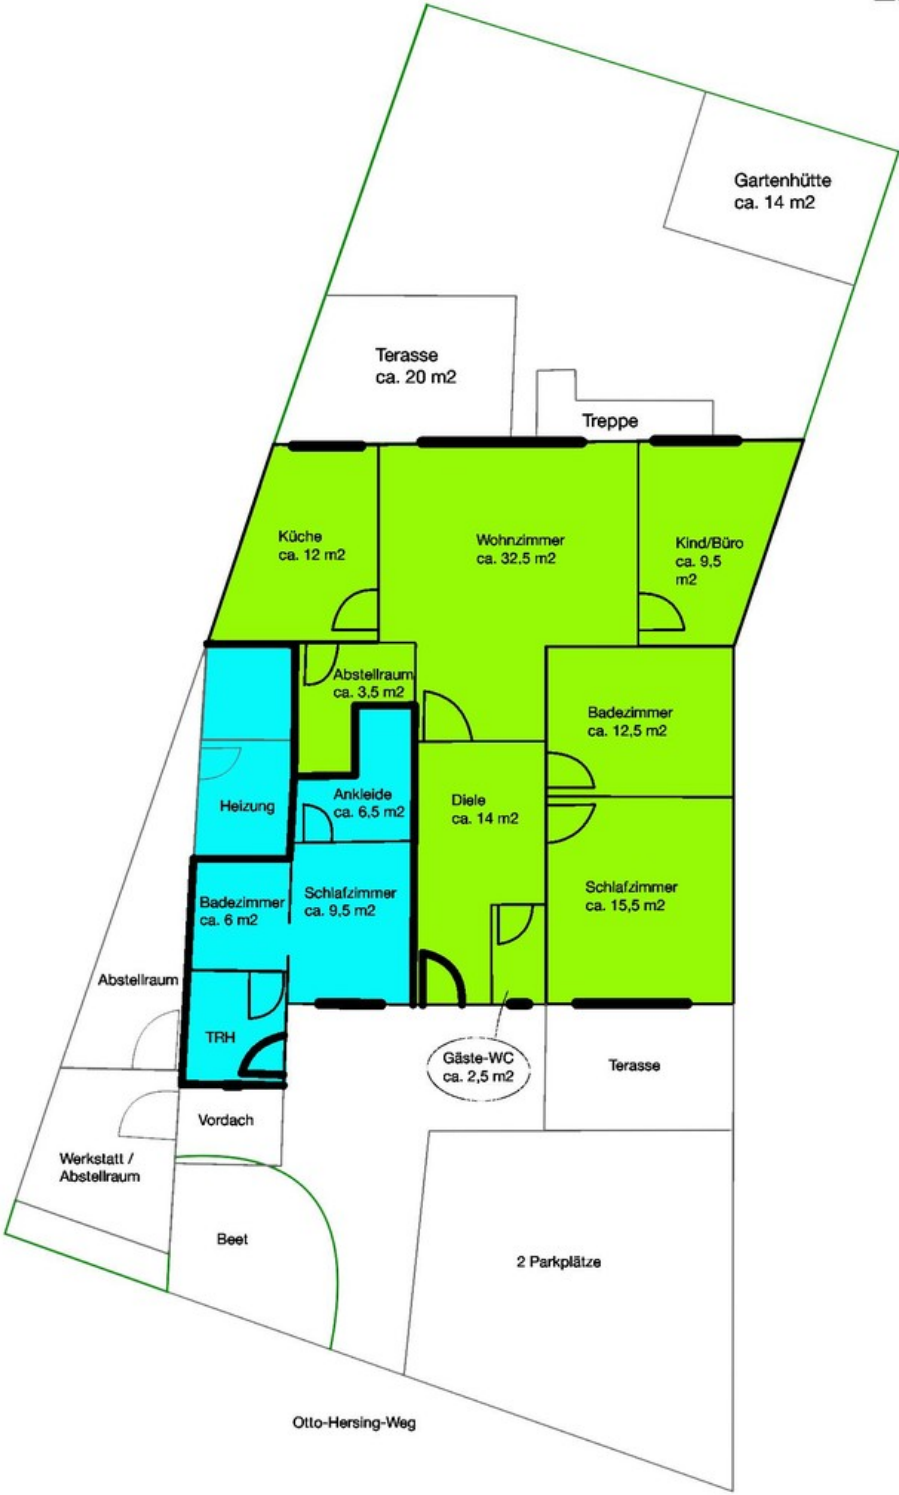 Gartenhütte
ca. 14 m2
Terasse
ca. 20 m2
Treppe
Küche
ca. 12 m2
Wohnzimmer
ca. 32,5 m2
Kind/Büro
ca. 9,5
m2
Abstellraum
ca. 3,5 m2
Badezimmer
ca. 12,5 m2
Heizung
Ankleide
ca. 6,5 m2
Diele
ca. 14 m2
Badezimmer
ca. 6 m2
Schlafzimmer
ca. 9,5 m2
Schlafzimmer
ca. 15,5 m2
Abstellraum
TRH
Gäste-WC
ca. 2,5 m2
Terasse
Vordach
Werkstatt /
Abstellraum
Beet
2 Parkplätze
Otto-Hersing-Weg